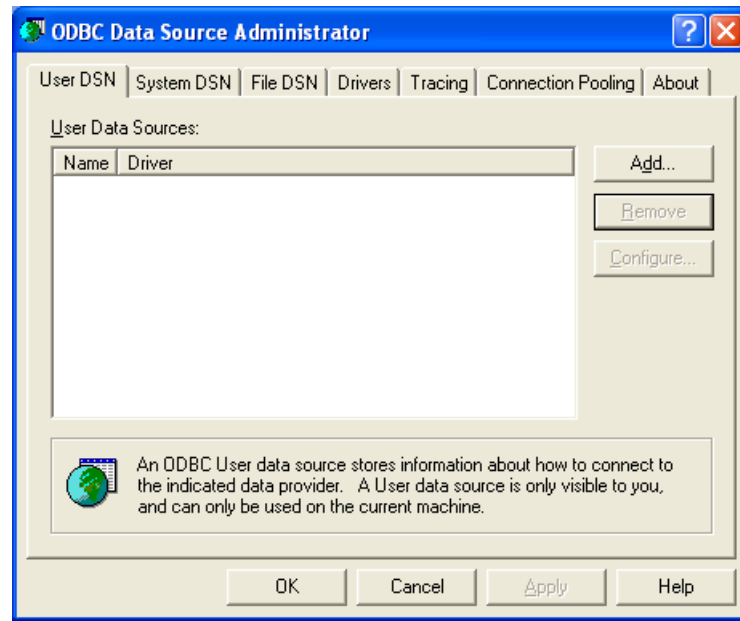 ODBC Data Source Administrator
User DSN System DSN File DSN Drivers Tracing Connection Pooling About
User Data Sources:
Name Driver
Add...
Remove
Configure...
An ODBC User data source stores information about how to connect to
the indicated data provider. A User data source is only visible to you,
and can only be used on the current machine.
OK Cancel Apply Help